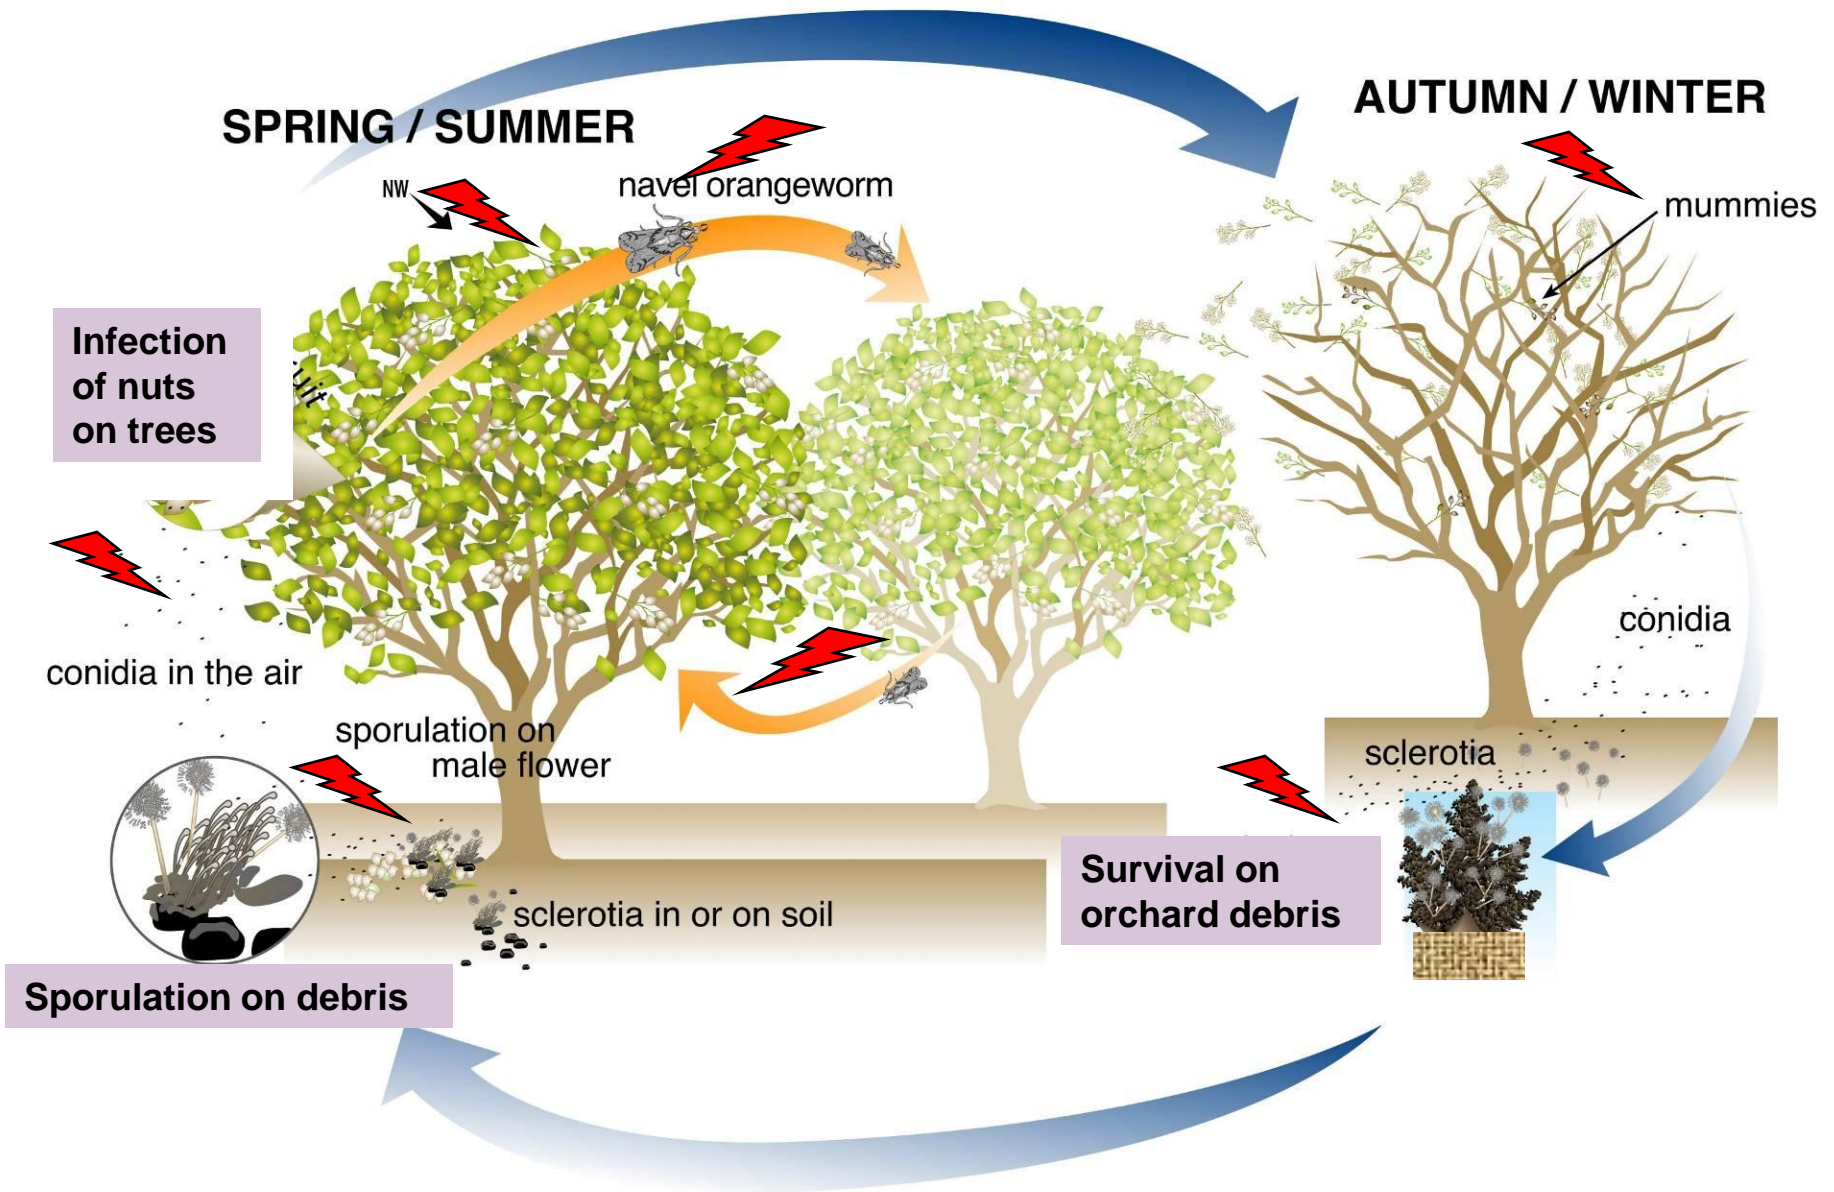 SPRING / SUMMER
AUTUMN / WINTER
NW
navel orangeworm
mummies
Infection
of nuts
on trees
uit
conidia in the air
conidia
sporulation on
male flower
sclerotia
sclerotia in or on soil
Survival on
orchard debris
Sporulation on debris